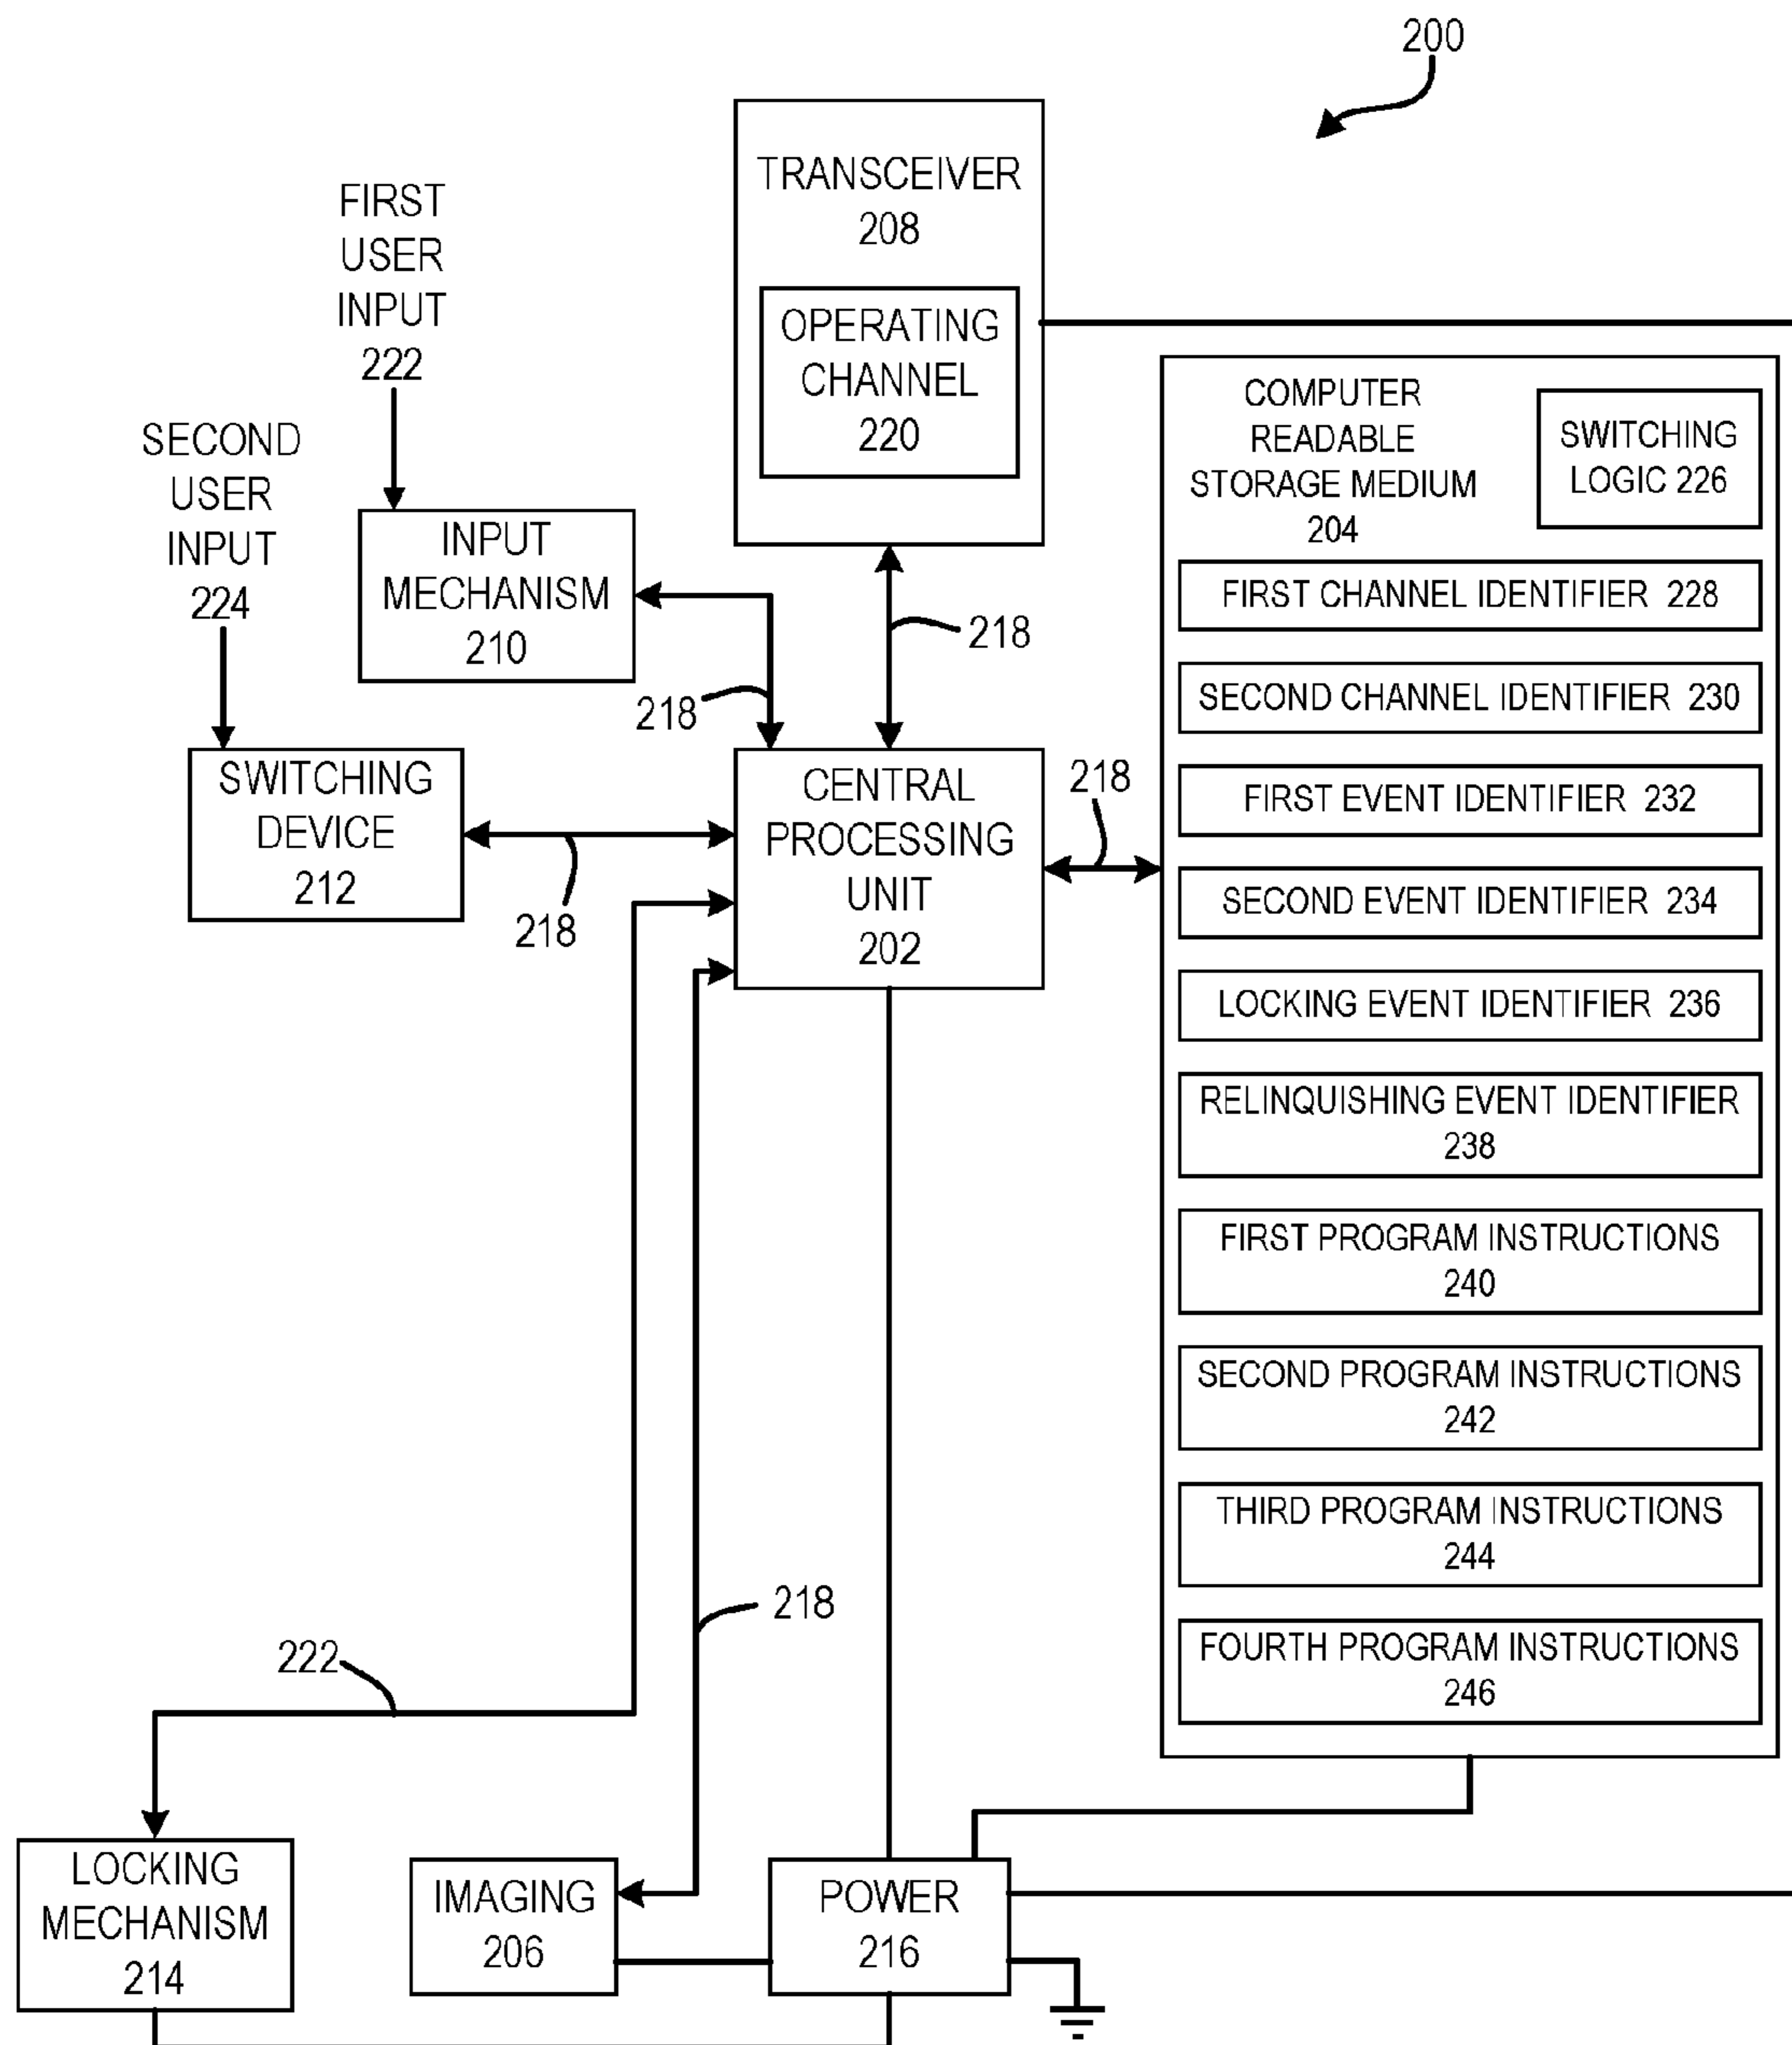 200
TRANSCEIVER
208
OPERATING
CHANNEL
220
FIRST
USER
INPUT
222
SECOND
USER
INPUT
224
INPUT
MECHANISM
210
218
218
SWITCHING
DEVICE
212
218
CENTRAL
PROCESSING
UNIT
202
218
COMPUTER
READABLE
STORAGE MEDIUM
204
SWITCHING
LOGIC 226
FIRST CHANNEL IDENTIFIER 228
SECOND CHANNEL IDENTIFIER 230
FIRST EVENT IDENTIFIER 232
SECOND EVENT IDENTIFIER 234
LOCKING EVENT IDENTIFIER 236
RELINQUISHING EVENT IDENTIFIER
238
FIRST PROGRAM INSTRUCTIONS
240
SECOND PROGRAM INSTRUCTIONS
242
THIRD PROGRAM INSTRUCTIONS
244
FOURTH PROGRAM INSTRUCTIONS
246
218
222
LOCKING
MECHANISM
214
IMAGING
206
POWER
216